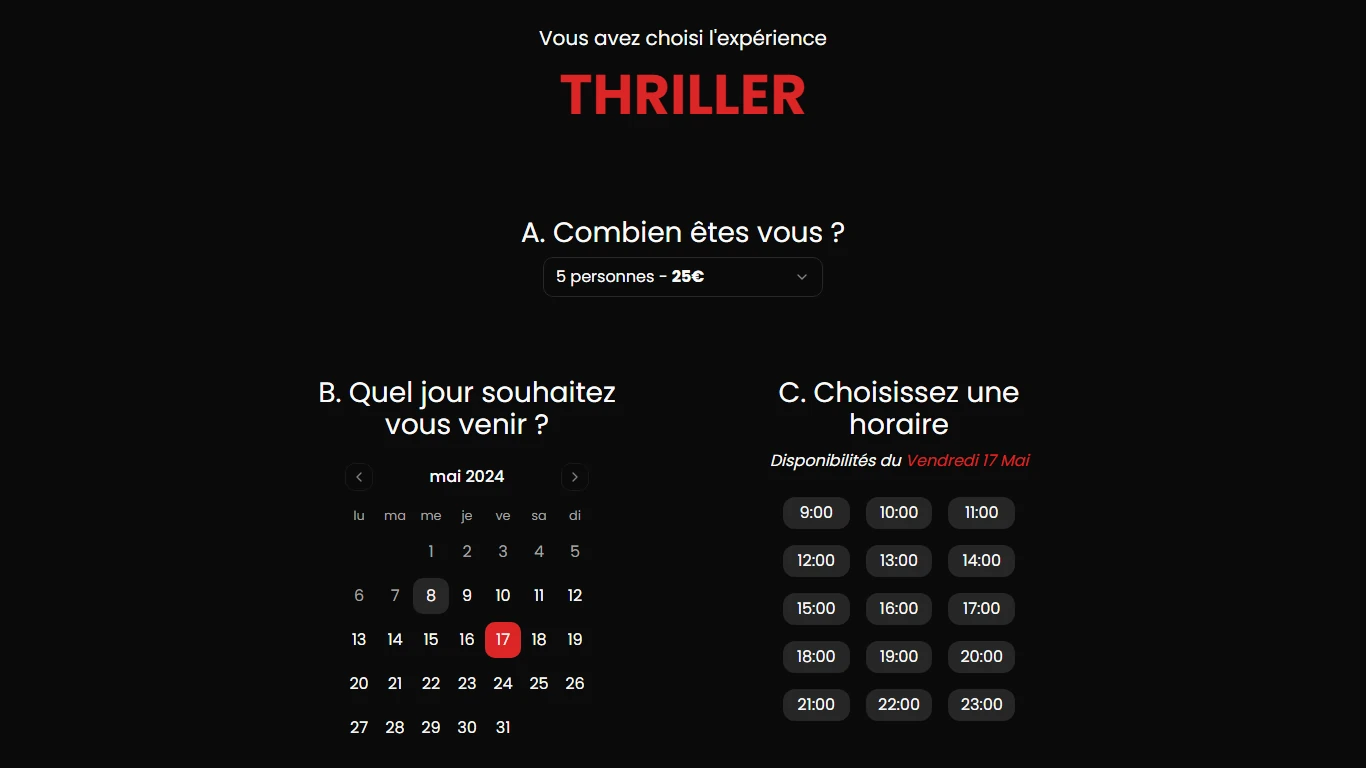 Vous avez choisi l'expérience
THRILLER
A. Combien êtes vous ?
5 personnes - 25€
B. Quel jour souhaitez
vous venir ?
mai 2024
lu ma me je ve sa di
1 2 3 4 5
6 7 8 9 10 11 12
13 14 15 16 17 18 19
20 21 22 23 24 25 26
27 28 29 30 31
C. Choisissez une
horaire
Disponibilités du Vendredi 17 Mai
9:00 10:00 11:00
12:00 13:00 14:00
15:00 16:00 17:00
18:00 19:00 20:00
21:00 22:00 23:00